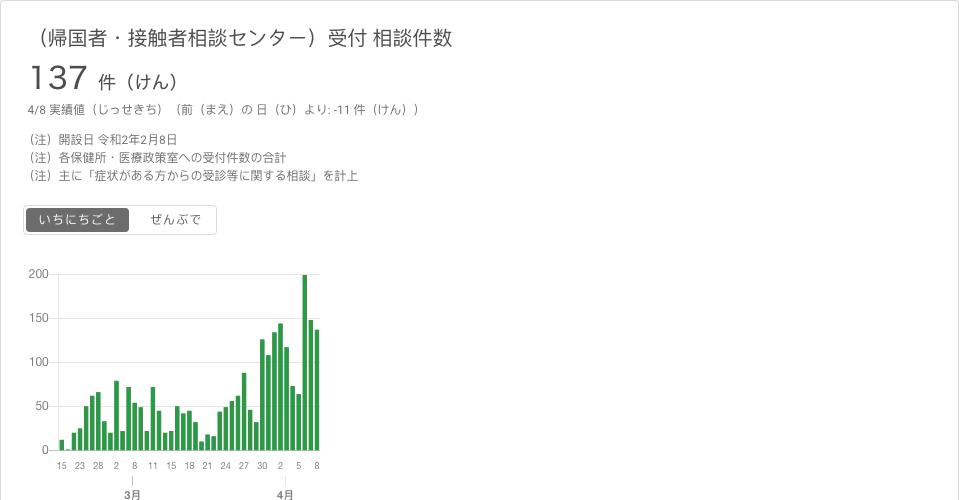 （帰国者・接触者相談センター）受付 相談件数
137 件（けん）
4/8 実績値（じっせきち）（前（まえ）の 日（ひ）より: -11 件（けん））
（注）開設日 令和2年2月8日
（注）各保健所・医療政策室への受付件数の合計
（注）主に「症状がある方からの受診等に関する相談」を計上
いちにちごと ぜんぶで
200
150
100
50
0
15 23 28 2 8 11 15 18 21 24 27 30 2 5 8
3月 4月